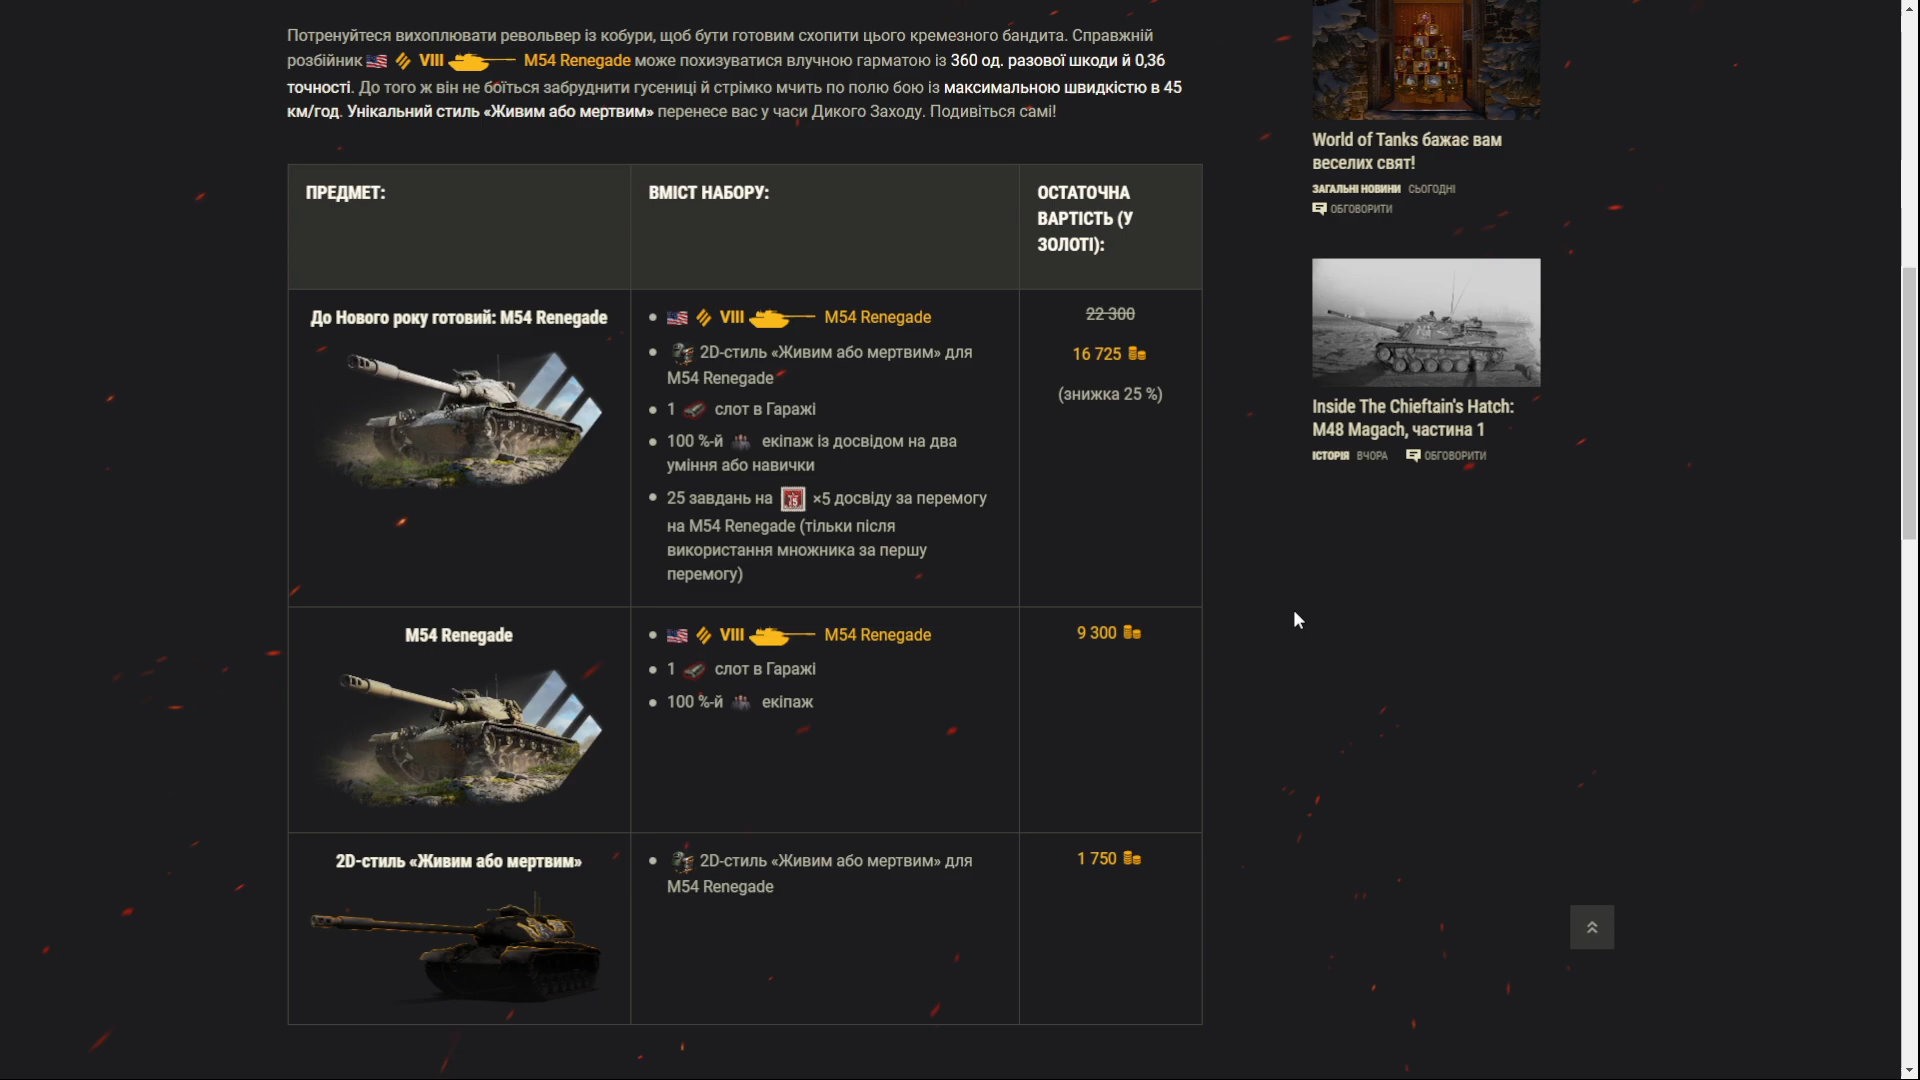 Потренуйтеся вихоплювати револьвер із кобури, щоб бути готовим схопити цього кремезного бандита. Справжній
розбійник VIII M54 Renegade може похизуватися влучною гарматою із 360 од. разової шкоди й 0,36
точності. До того ж він не боїться забруднити гусениці й стрімко мчить по полю бою із максимальною швидкістю в 45
км/год. Унікальний стиль «Живим або мертвим» перенесе вас у часи Дикого Заходу. Подивіться самі!
ПРЕДМЕТ:
ВМІСТ НАБОРУ:
ОСТАТОЧНА
ВАРТІСТЬ (У
ЗОЛОТІ):
До Нового року готовий: M54 Renegade
VIII M54 Renegade
2D-стиль «Живим або мертвим» для
M54 Renegade
1 слот в Гаражі
100 %-й екіпаж із досвідом на два
уміння або навички
25 завдань на ×5 досвіду за перемогу
на M54 Renegade (тільки після
використання множника за першу
перемогу)
22 300
16 725
(знижка 25 %)
M54 Renegade
VIII M54 Renegade
1 слот в Гаражі
100 %-й екіпаж
9 300
2D-стиль «Живим або мертвим»
2D-стиль «Живим або мертвим» для
M54 Renegade
1 750
World of Tanks бажає вам
веселих свят!
ЗАГАЛЬНІ НОВИНИ СЬОГОДНІ
ОБГОВОРИТИ
Inside The Chieftain's Hatch:
M48 Magach, частина 1
ІСТОРІЯ ВЧОРА ОБГОВОРИТИ